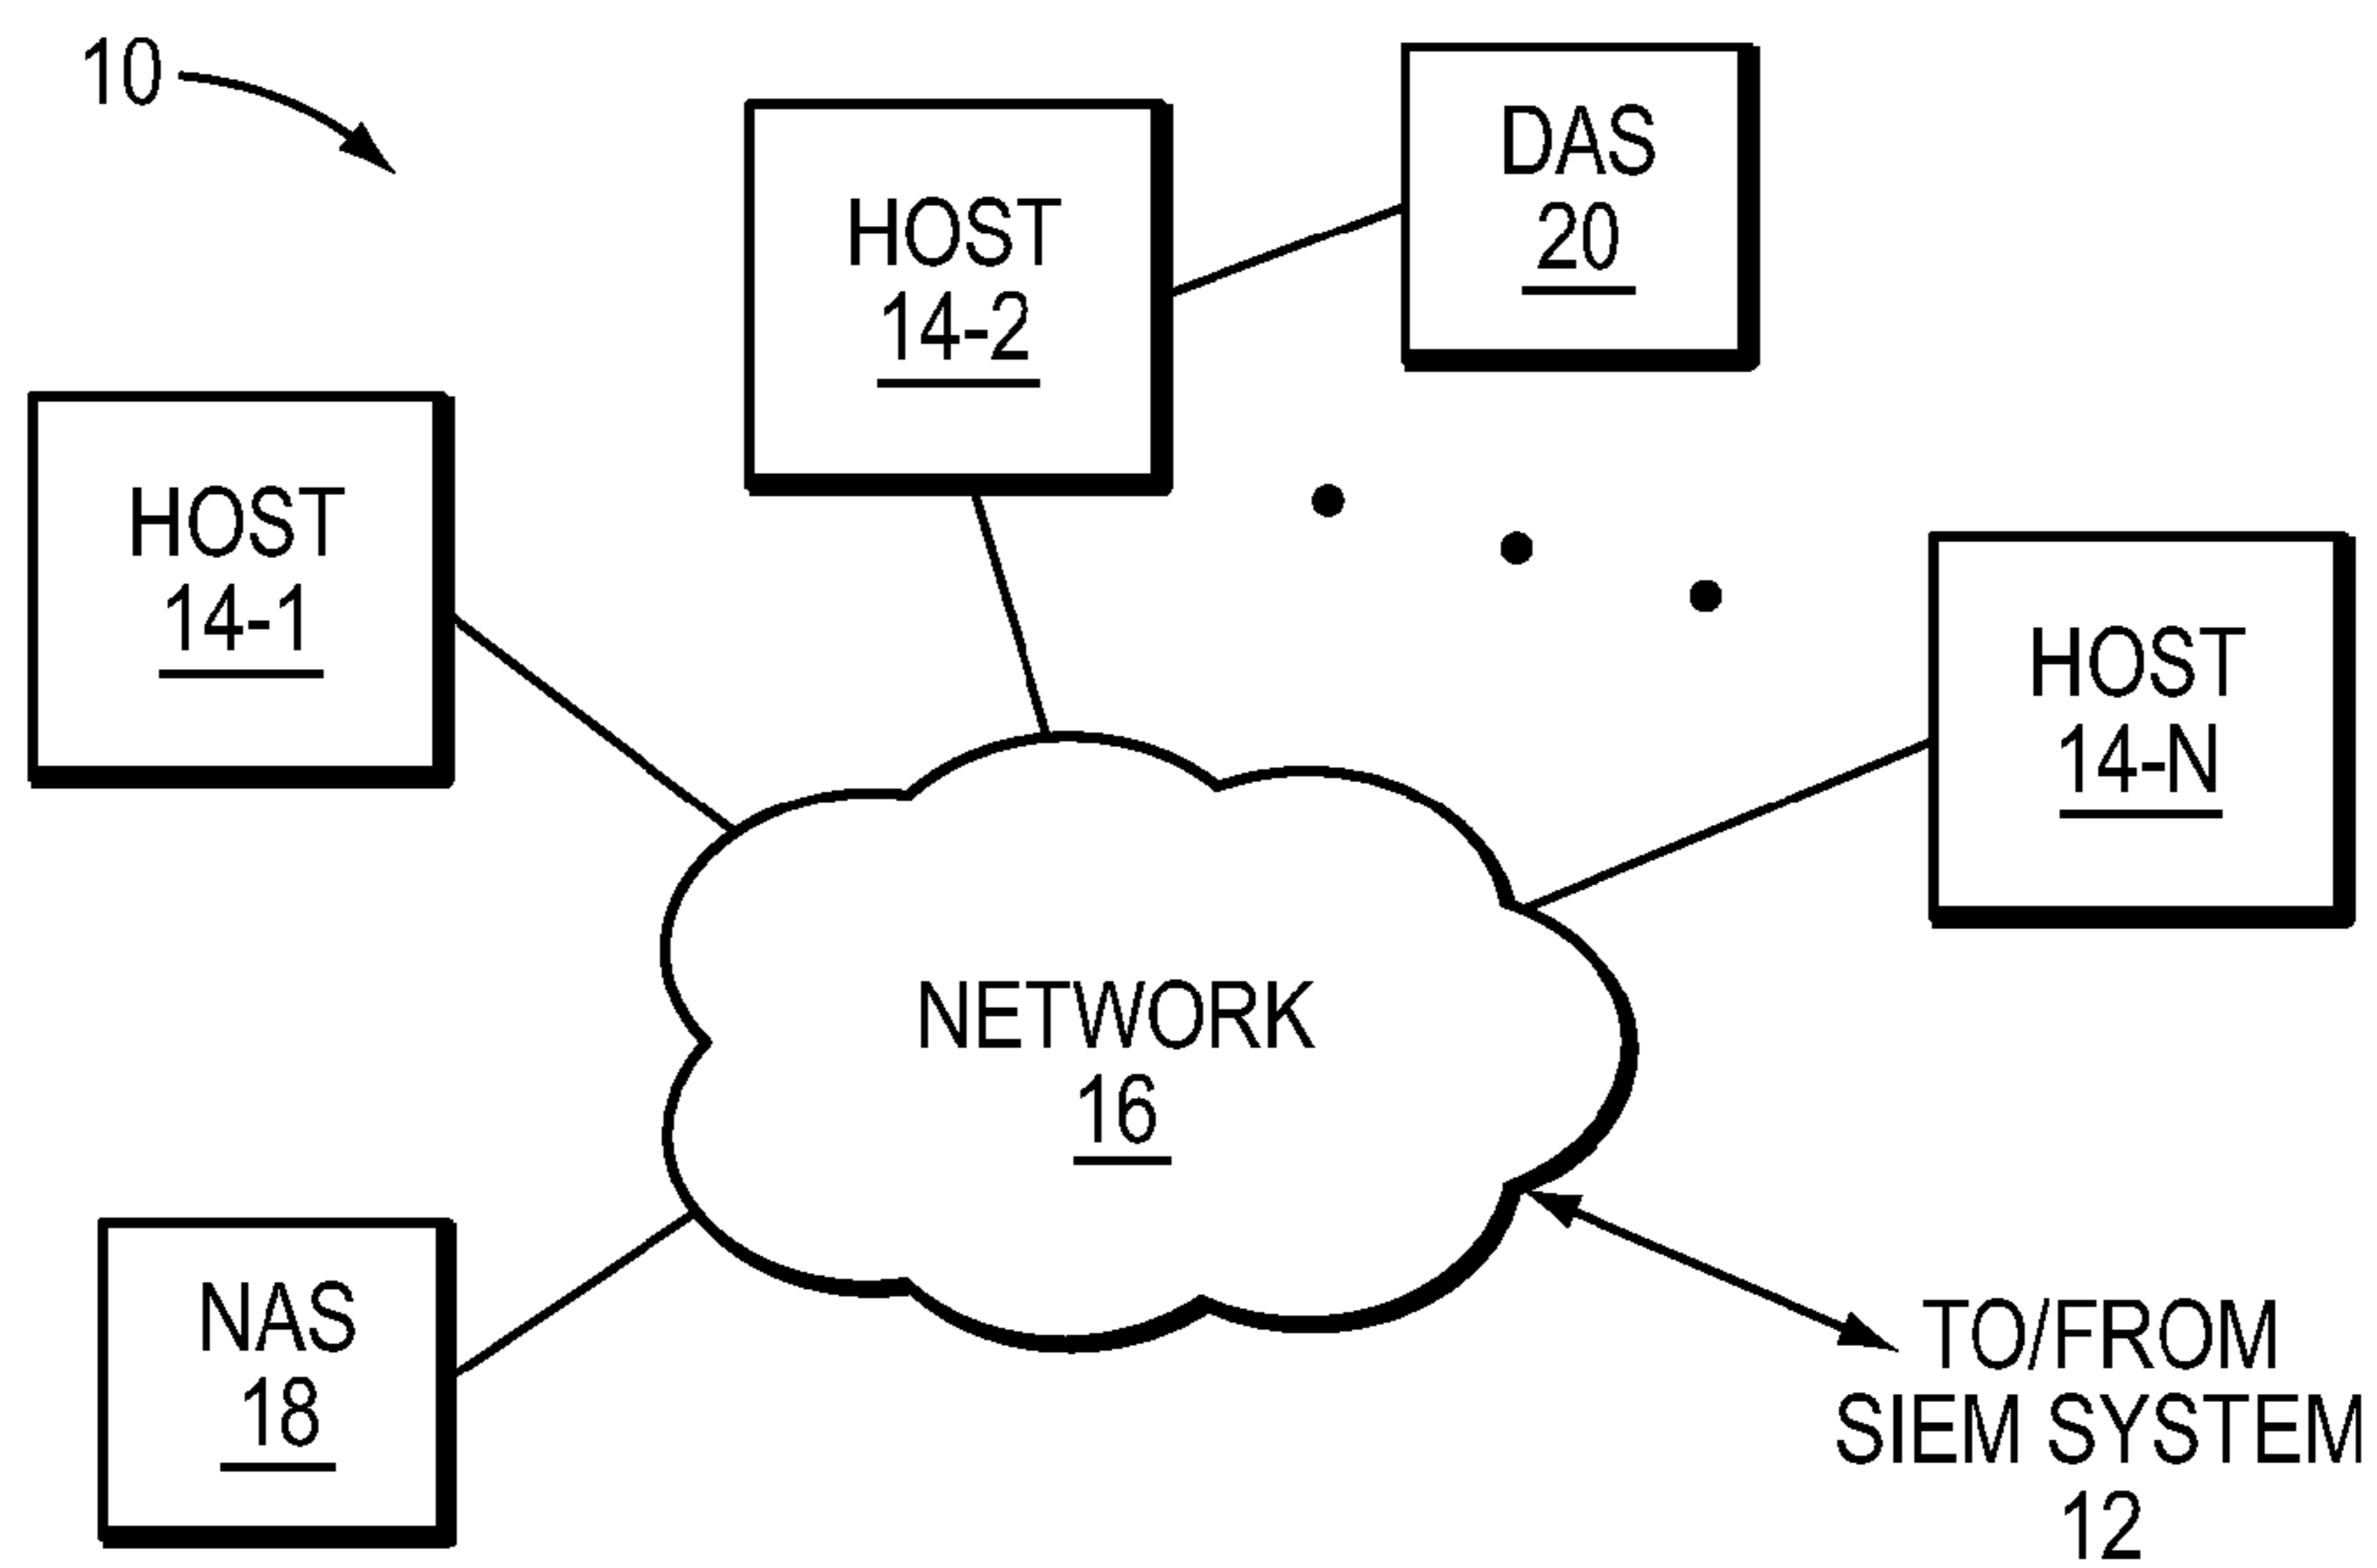 10
DAS
20
HOST
14-2
HOST
14-1
HOST
14-N
NETWORK
16
NAS
18
TO/FROM
SIEM SYSTEM
12